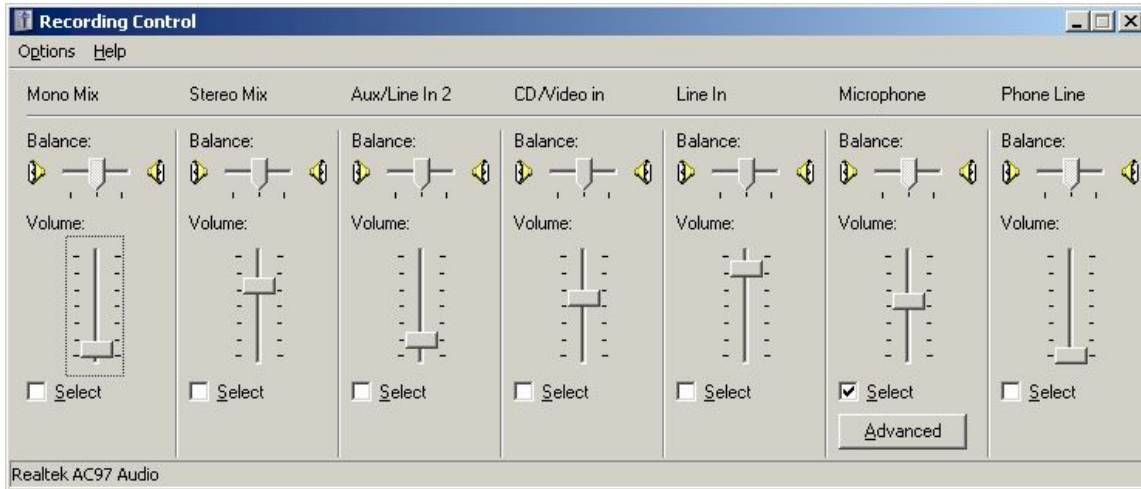 Recording Control
Options Help
Mono Mix Stereo Mix Aux/Line In 2 CD/Video in Line In Microphone Phone Line
Balance: Balance: Balance: Balance: Balance: Balance: Balance:
Volume: Volume: Volume: Volume: Volume: Volume: Volume:
Select Select Select Select Select Select Select
Advanced
Realtek AC97 Audio